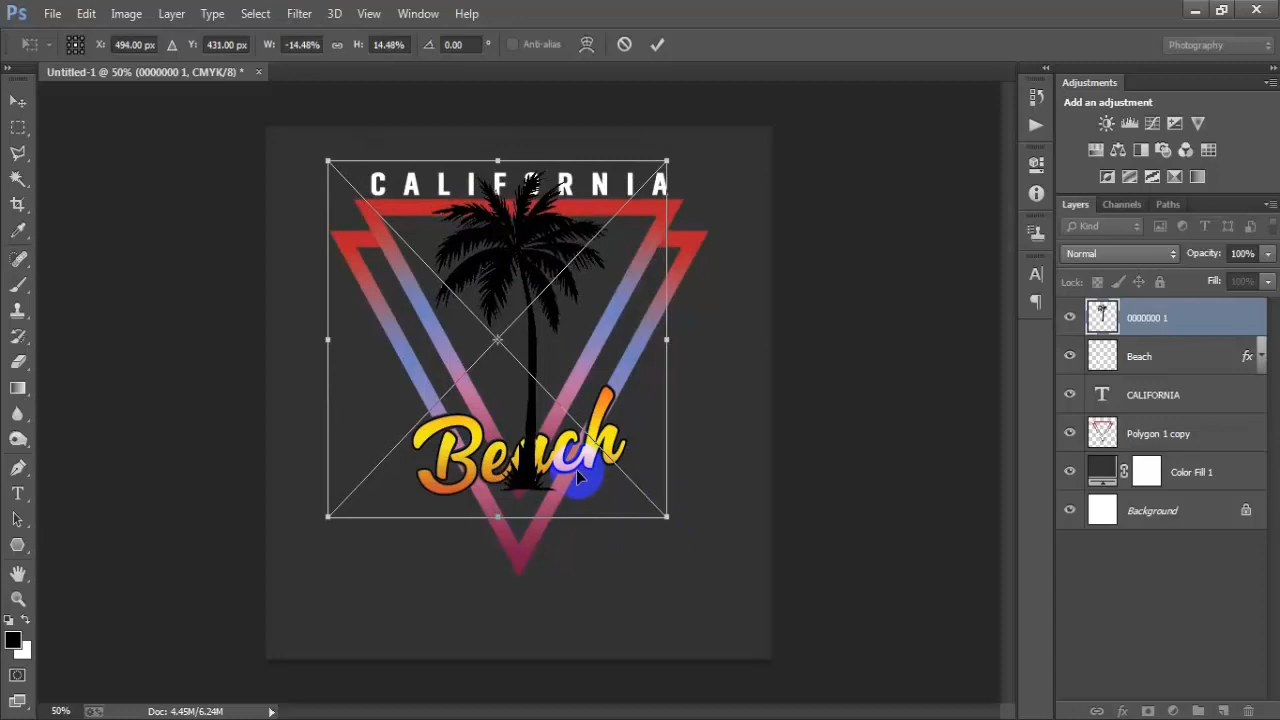 Ps File Edit Image Layer Type Select Filter 3D View Window Help
X: 494.00 px Y: 431.00 px W: -14.48% H: 14.48% 0.00 ° Anti-alias Photography
Untitled-1 @ 50% (0000000 1, CMYK/8) * ×
Adjustments
Add an adjustment
Layers Channels Paths
Kind
Normal Opacity: 100%
Lock: Fill: 100%
0000000 1
Beach fx
CALIFORNIA
Polygon 1 copy
Color Fill 1
Background
CALIFORNIA
Beach
50% Doc: 4.45M/6.24M